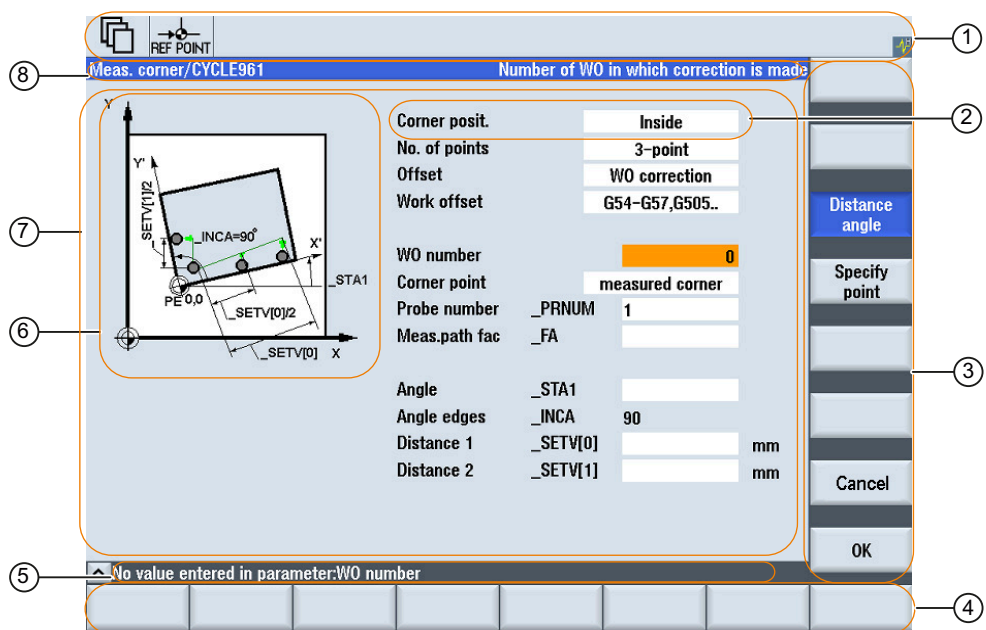 REF POINT
1
8
Meas. corner/CYCLE961 Number of WO in which correction is made
Y
Y'
_SETV[1]/2
_INCA=90°
X'
_STA1
PE 0,0
_SETV[0]/2
_SETV[0]
X
Corner posit. Inside
2
No. of points 3-point
Offset WO correction
Work offset G54-G57,G505..
WO number 0
Corner point measured corner
Probe number _PRNUM 1
Meas.path fac _FA
Angle _STA1
Angle edges _INCA 90
Distance 1 _SETV[0] mm
Distance 2 _SETV[1] mm
7
6
Distance
angle
Specify
point
3
Cancel
OK
5
No value entered in parameter:WO number
4